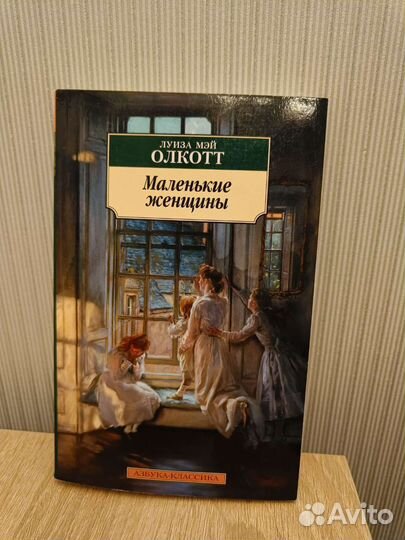 ЛУИЗА МЭЙ
ОЛКОТТ
Маленькие
женщины
АЗБУКА-КЛАССИКА
Avito